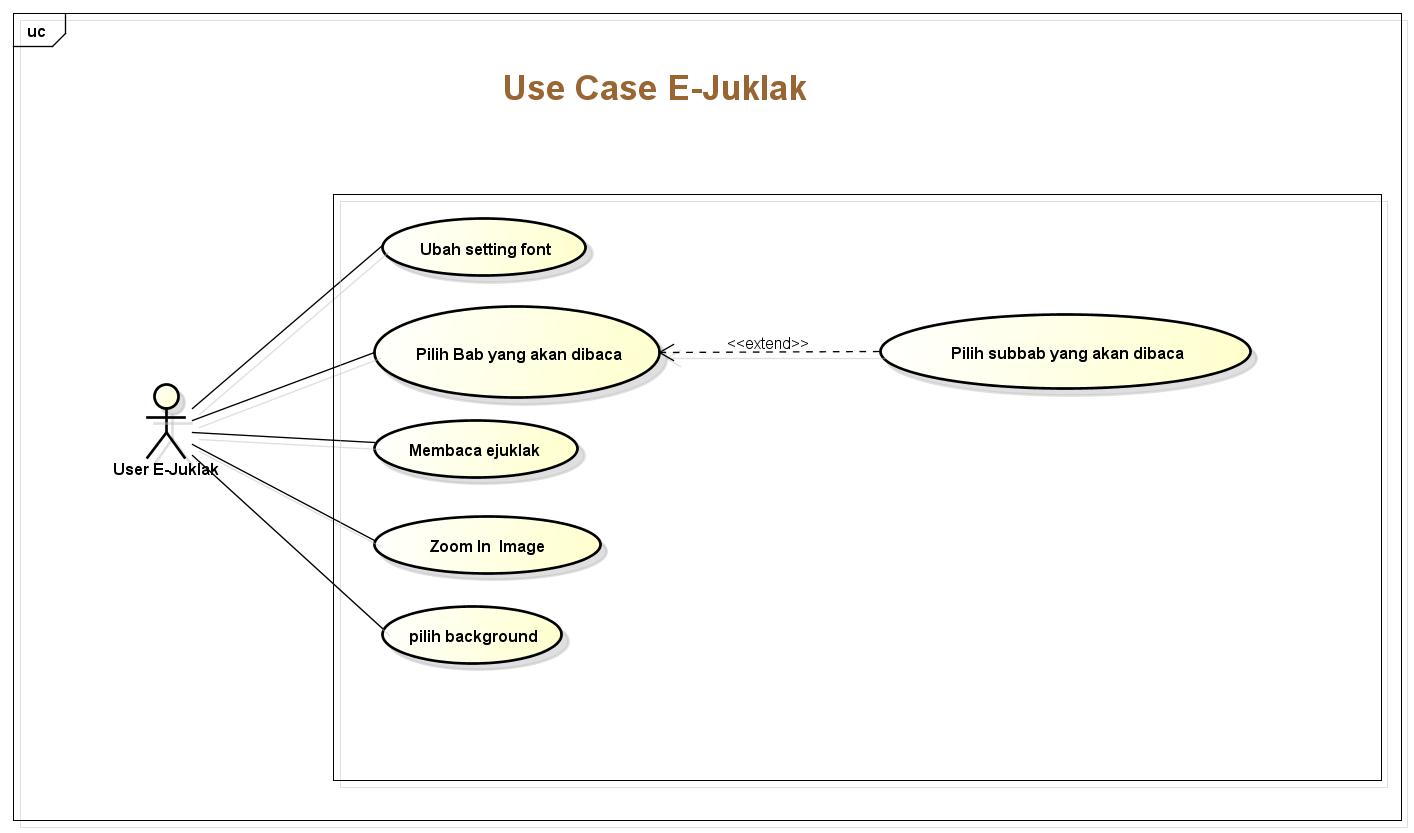 uc
Use Case E-Juklak
Ubah setting font
Pilih Bab yang akan dibaca
<<extend>>
Pilih subbab yang akan dibaca
Membaca ejuklak
User E-Juklak
Zoom In  Image
pilih background